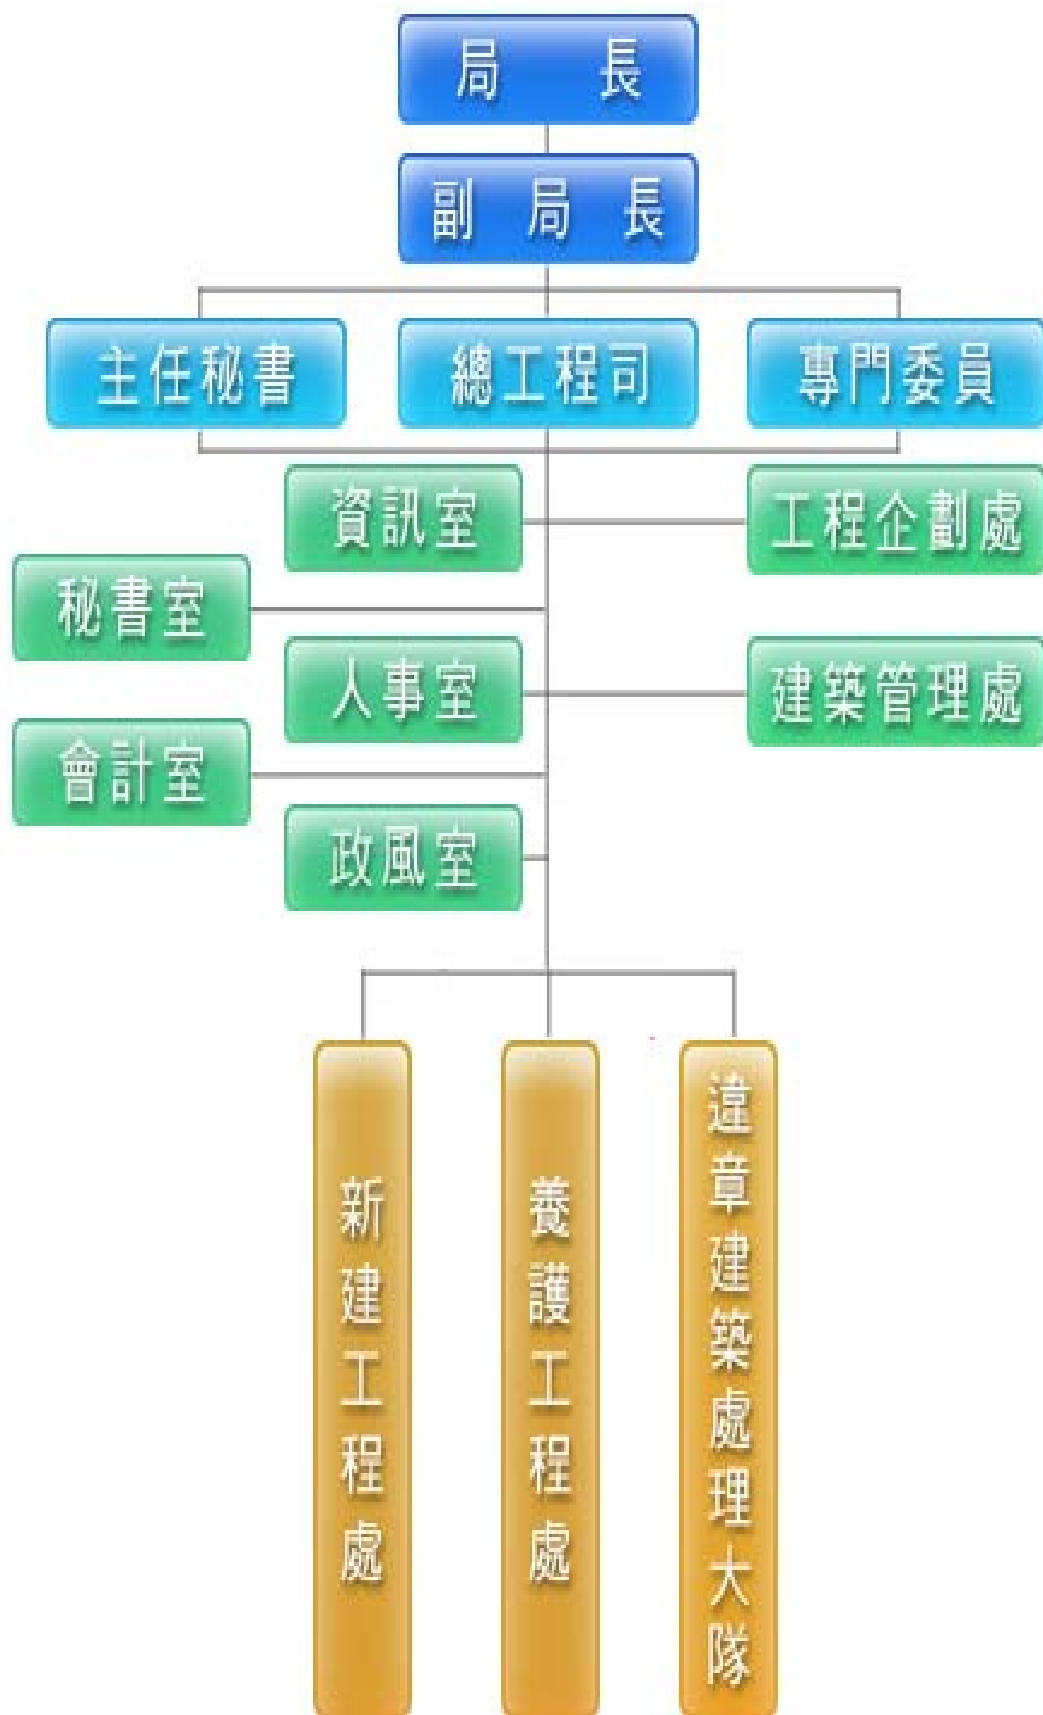 局長
副局長
主任秘書
總工程司
專門委員
資訊室
工程企劃處
秘書室
人事室
建築管理處
會計室
政風室
新建工程處
養護工程處
違章建築處理大隊